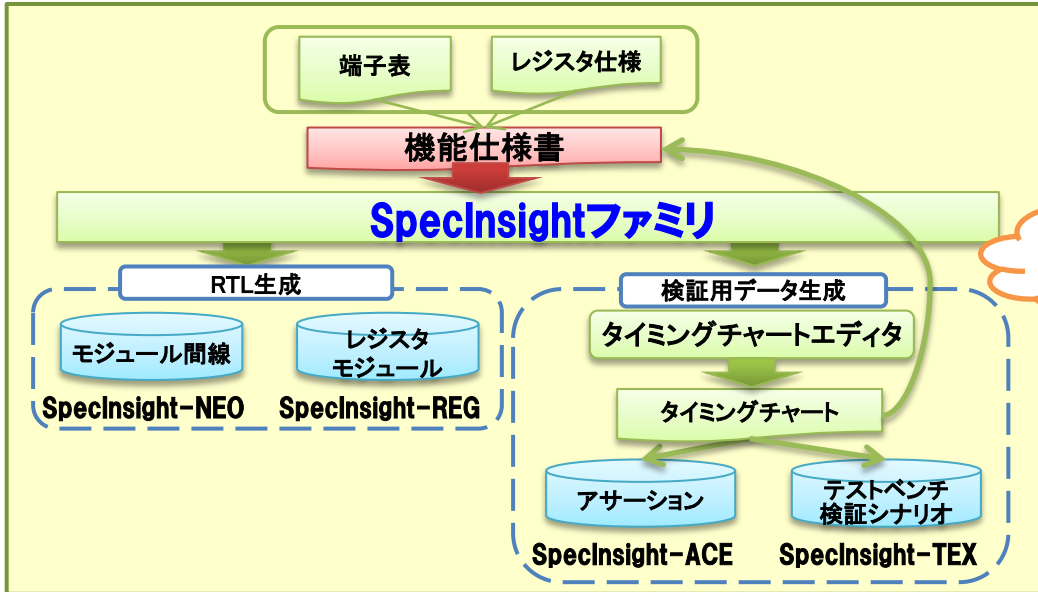 端子表
レジスタ仕様
機能仕様書
SpecInsightファミリ
RTL生成
モジュール間線
レジスタ
モジュール
SpecInsight-NEO
SpecInsight-REG
検証用データ生成
タイミングチャートエディタ
タイミングチャート
アサーション
テストベンチ
検証シナリオ
SpecInsight-ACE
SpecInsight-TEX